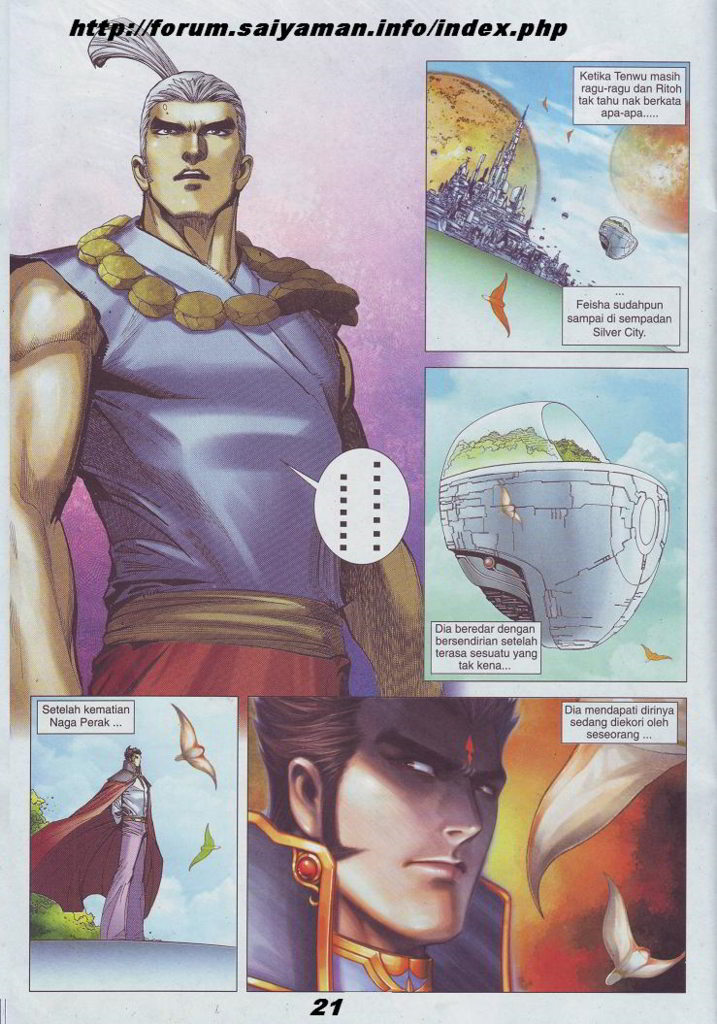 http://forum.saiyaman.info/index.php
Ketika Tenwu masih
ragu-ragu dan Ritoh
tak tahu nak berkata
apa-apa.....
...
Feisha sudahpun
sampai di sempadan
Silver City.
Dia beredar dengan
bersendirian setelah
terasa sesuatu yang
tak kena...
Setelah kematian
Naga Perak ...
Dia mendapati dirinya
sedang diekori oleh
seseorang ...
21